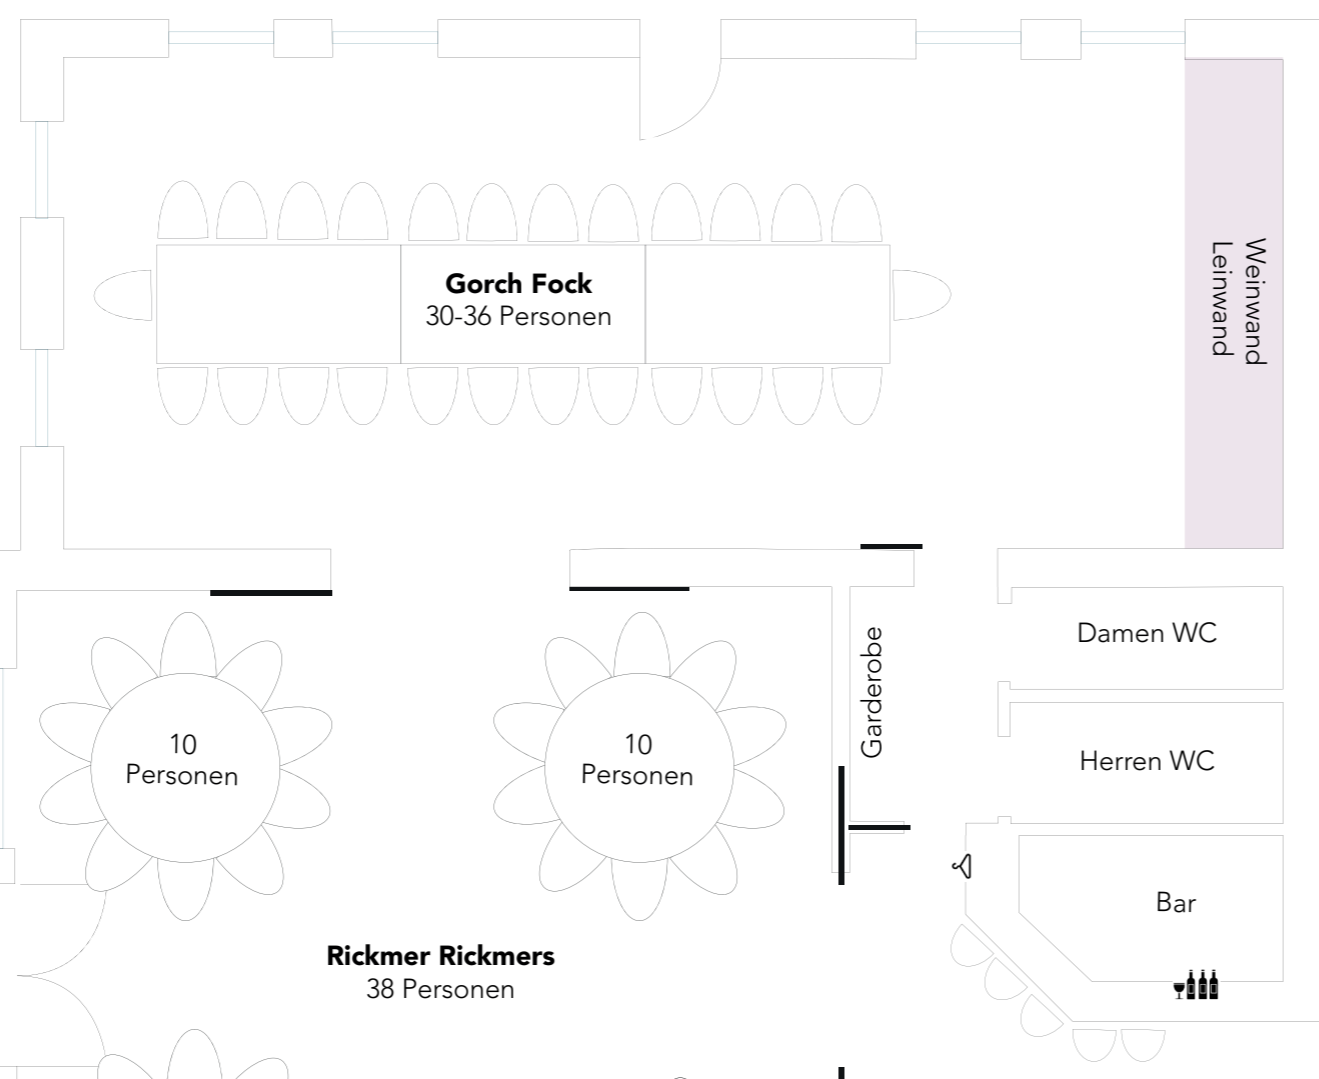 Gorch Fock
30-36 Personen
Weinwand
Leinwand
Damen WC
Garderobe
10
Personen
10
Personen
Herren WC
Bar
Rickmer Rickmers
38 Personen